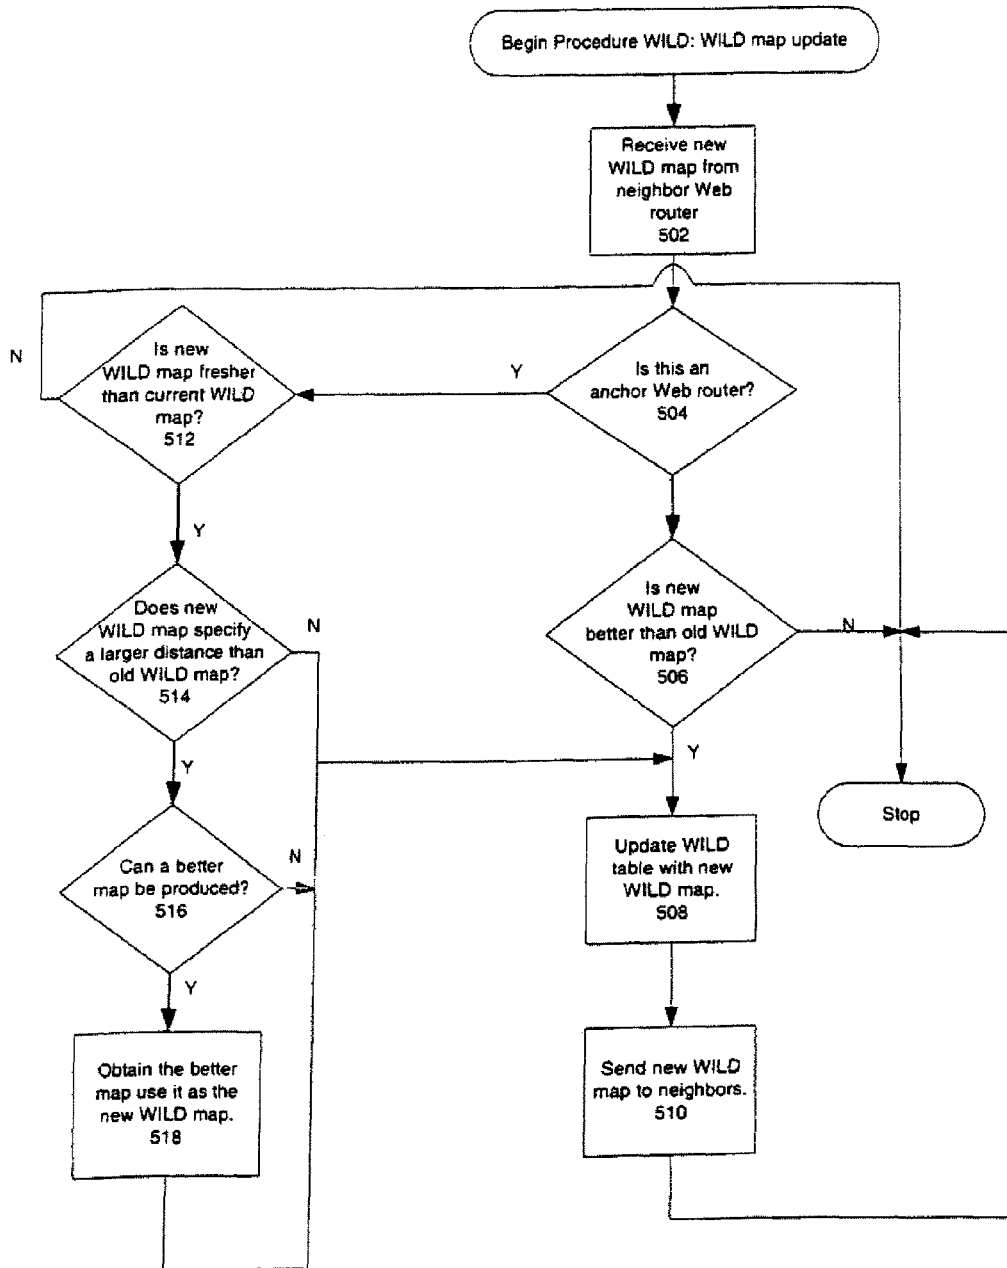 Begin Procedure WILD: WILD map update
Receive new
WILD map from
neighbor Web
router
502
N
Is new
WILD map fresher
than current WILD
map?
512
Y
Is this an
anchor Web router?
504
Y
Does new
WILD map specify
a larger distance than
old WILD map?
514
N
Is new
WILD map
better than old WILD
map?
506
N
Y
Y
Can a better
map be produced?
516
N
Update WILD
table with new
WILD map.
508
Stop
Y
Obtain the better
map use it as the
new WILD map.
518
Send new WILD
map to neighbors.
510